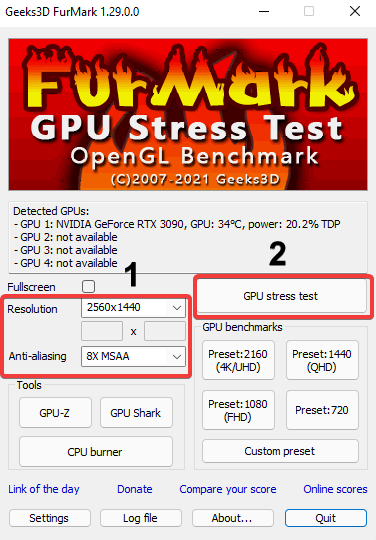 Geeks3D FurMark 1.29.0.0
FurMark
GPU Stress Test
OpenGL Benchmark
(C)2007-2021 Geeks3D
Detected GPUs:
- GPU 1: NVIDIA GeForce RTX 3090, GPU: 34°C, power: 20.2% TDP
- GPU 2: not available
- GPU 3: not available
- GPU 4: not available
1
2
Fullscreen
Resolution
2560x1440
x
Anti-aliasing
8X MSAA
GPU stress test
GPU benchmarks
Preset:2160
(4K/UHD)
Preset:1440
(QHD)
Preset:1080
(FHD)
Preset:720
Custom preset
Tools
GPU-Z
GPU Shark
CPU burner
Link of the day
Donate
Compare your score
Online scores
Settings
Log file
About...
Quit